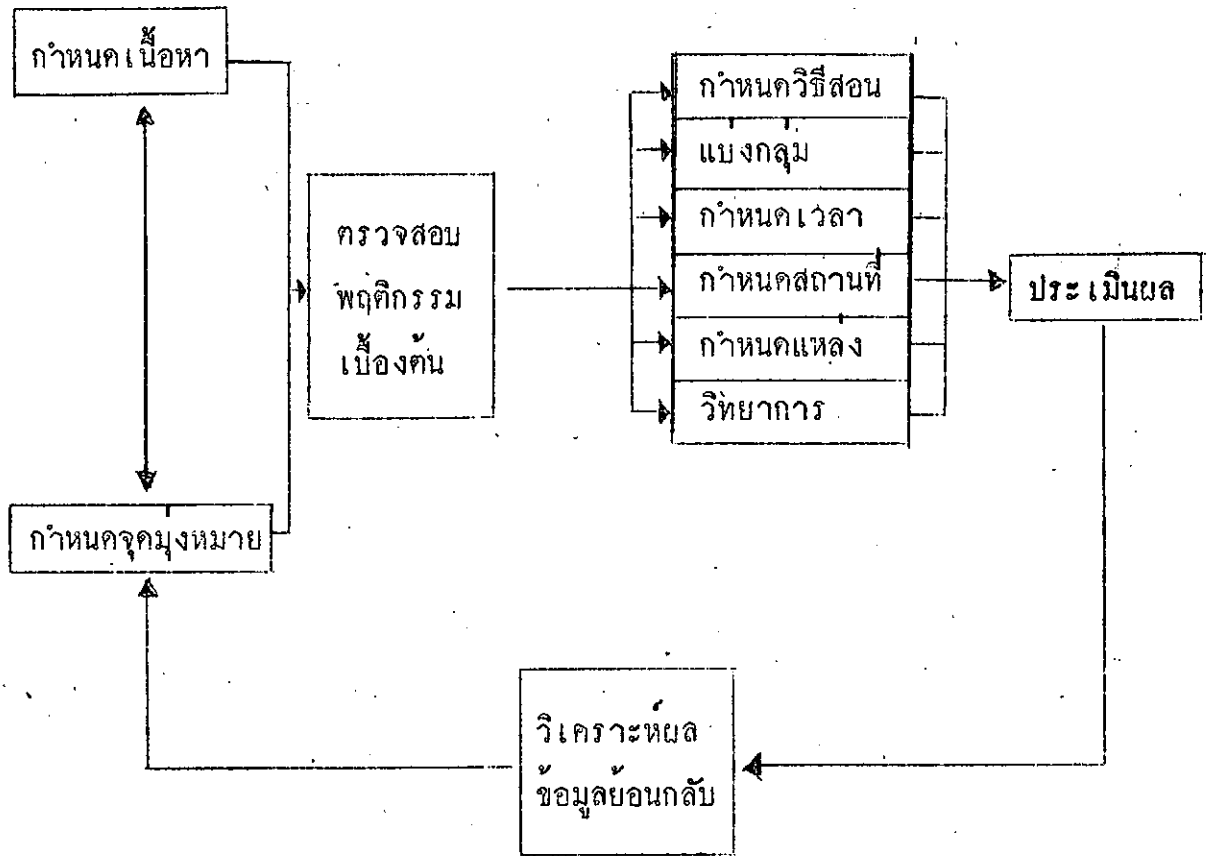 กำหนดเนื้อหา
กำหนดวิธีสอน
แบ่งกลุ่ม
กำหนดเวลา
กำหนดสถานที่
กำหนดแหล่ง
วิทยาการ
ตรวจสอบ
พฤติกรรม
เบื้องต้น
ประเมินผล
กำหนดจุดมุ่งหมาย
วิเคราะห์ผล
ข้อมูลย้อนกลับ